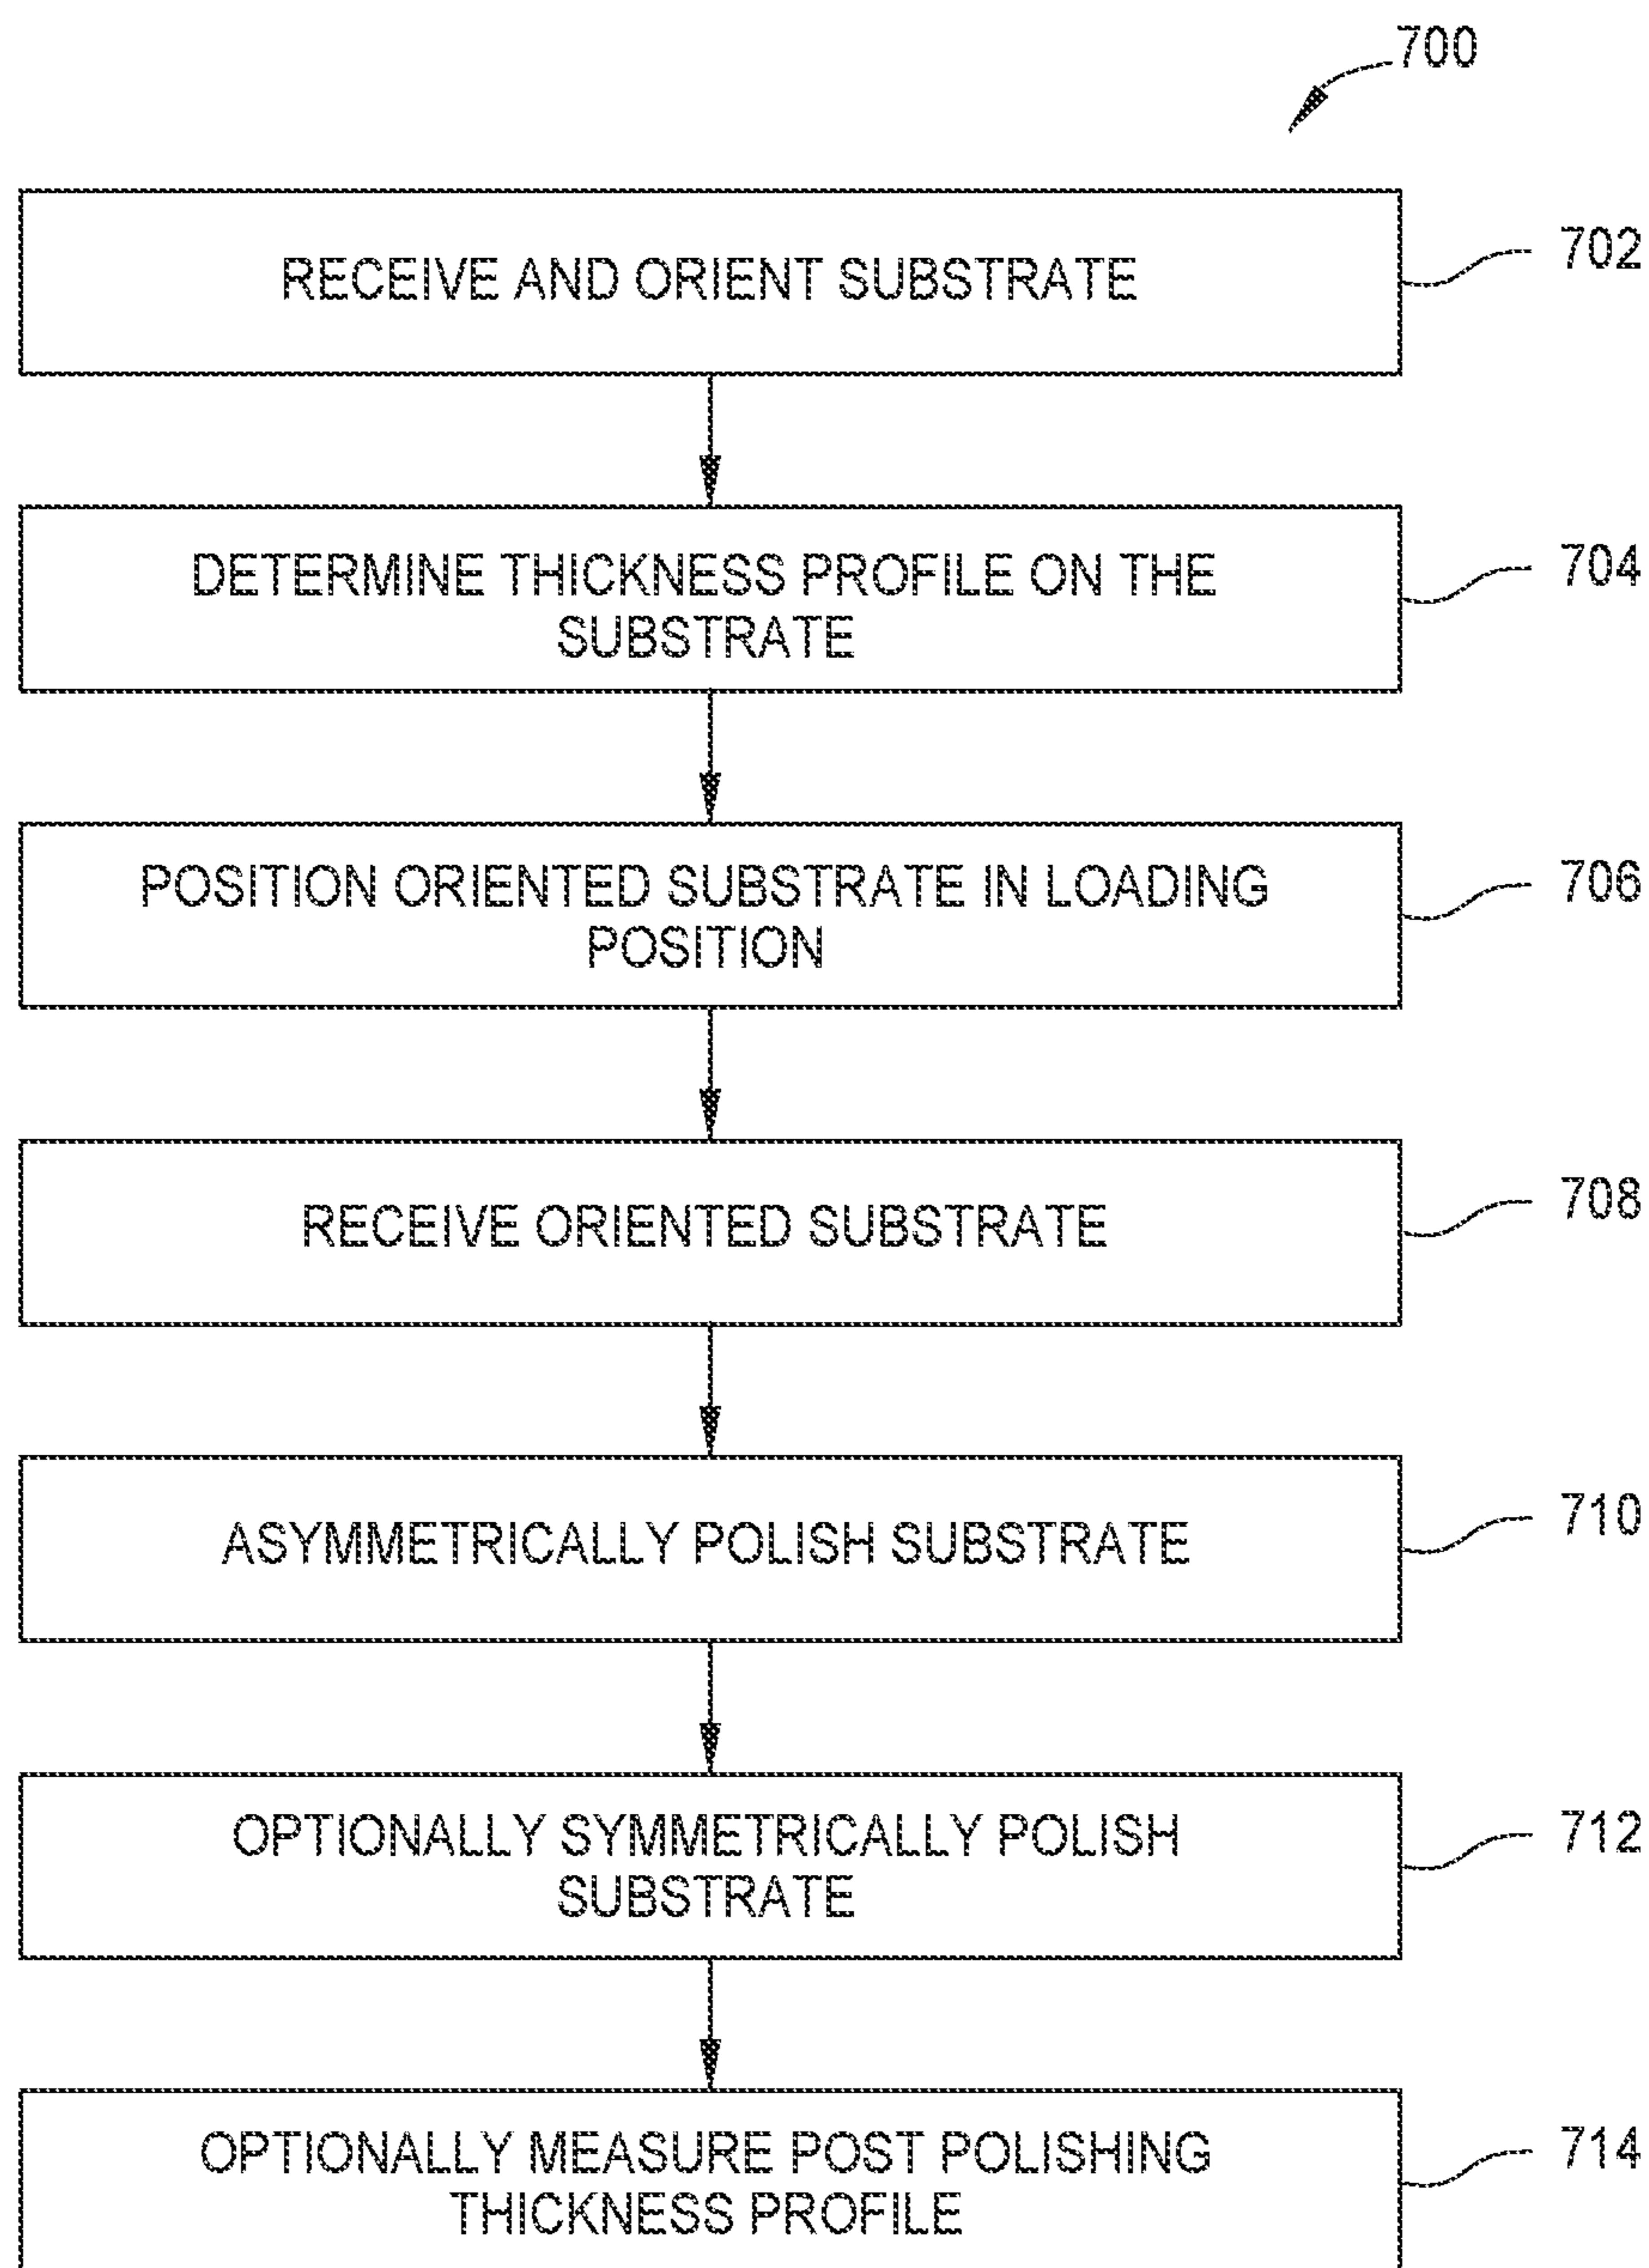 700
RECEIVE AND ORIENT SUBSTRATE
702
DETERMINE THICKNESS PROFILE ON THE
SUBSTRATE
704
POSITION ORIENTED SUBSTRATE IN LOADING
POSITION
706
RECEIVE ORIENTED SUBSTRATE
708
ASYMMETRICALLY POLISH SUBSTRATE
710
OPTIONALLY SYMMETRICALLY POLISH
SUBSTRATE
712
OPTIONALLY MEASURE POST POLISHING
THICKNESS PROFILE
714